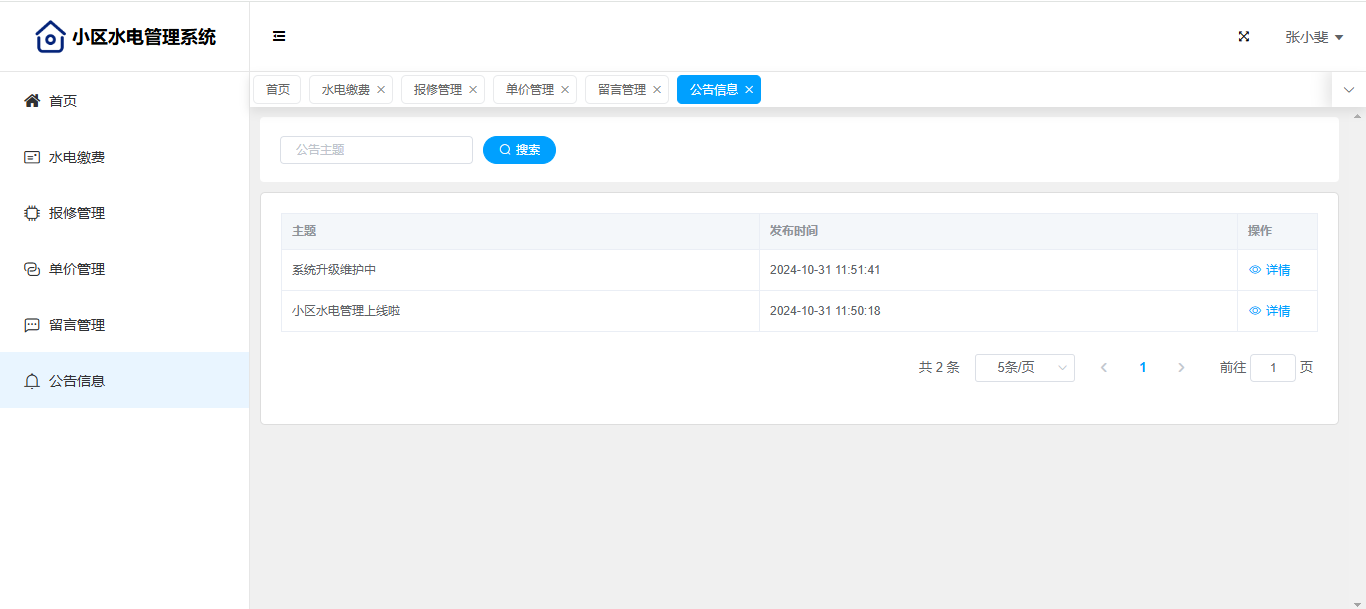 小区水电管理系统
张小斐
首页
水电缴费
报修管理
单价管理
留言管理
公告信息
首页 水电缴费 报修管理 单价管理 留言管理 公告信息
公告主题 搜索
主题 发布时间 操作
系统升级维护中 2024-10-31 11:51:41 详情
小区水电管理上线啦 2024-10-31 11:50:18 详情
共 2 条 5条/页 1 前往 1 页